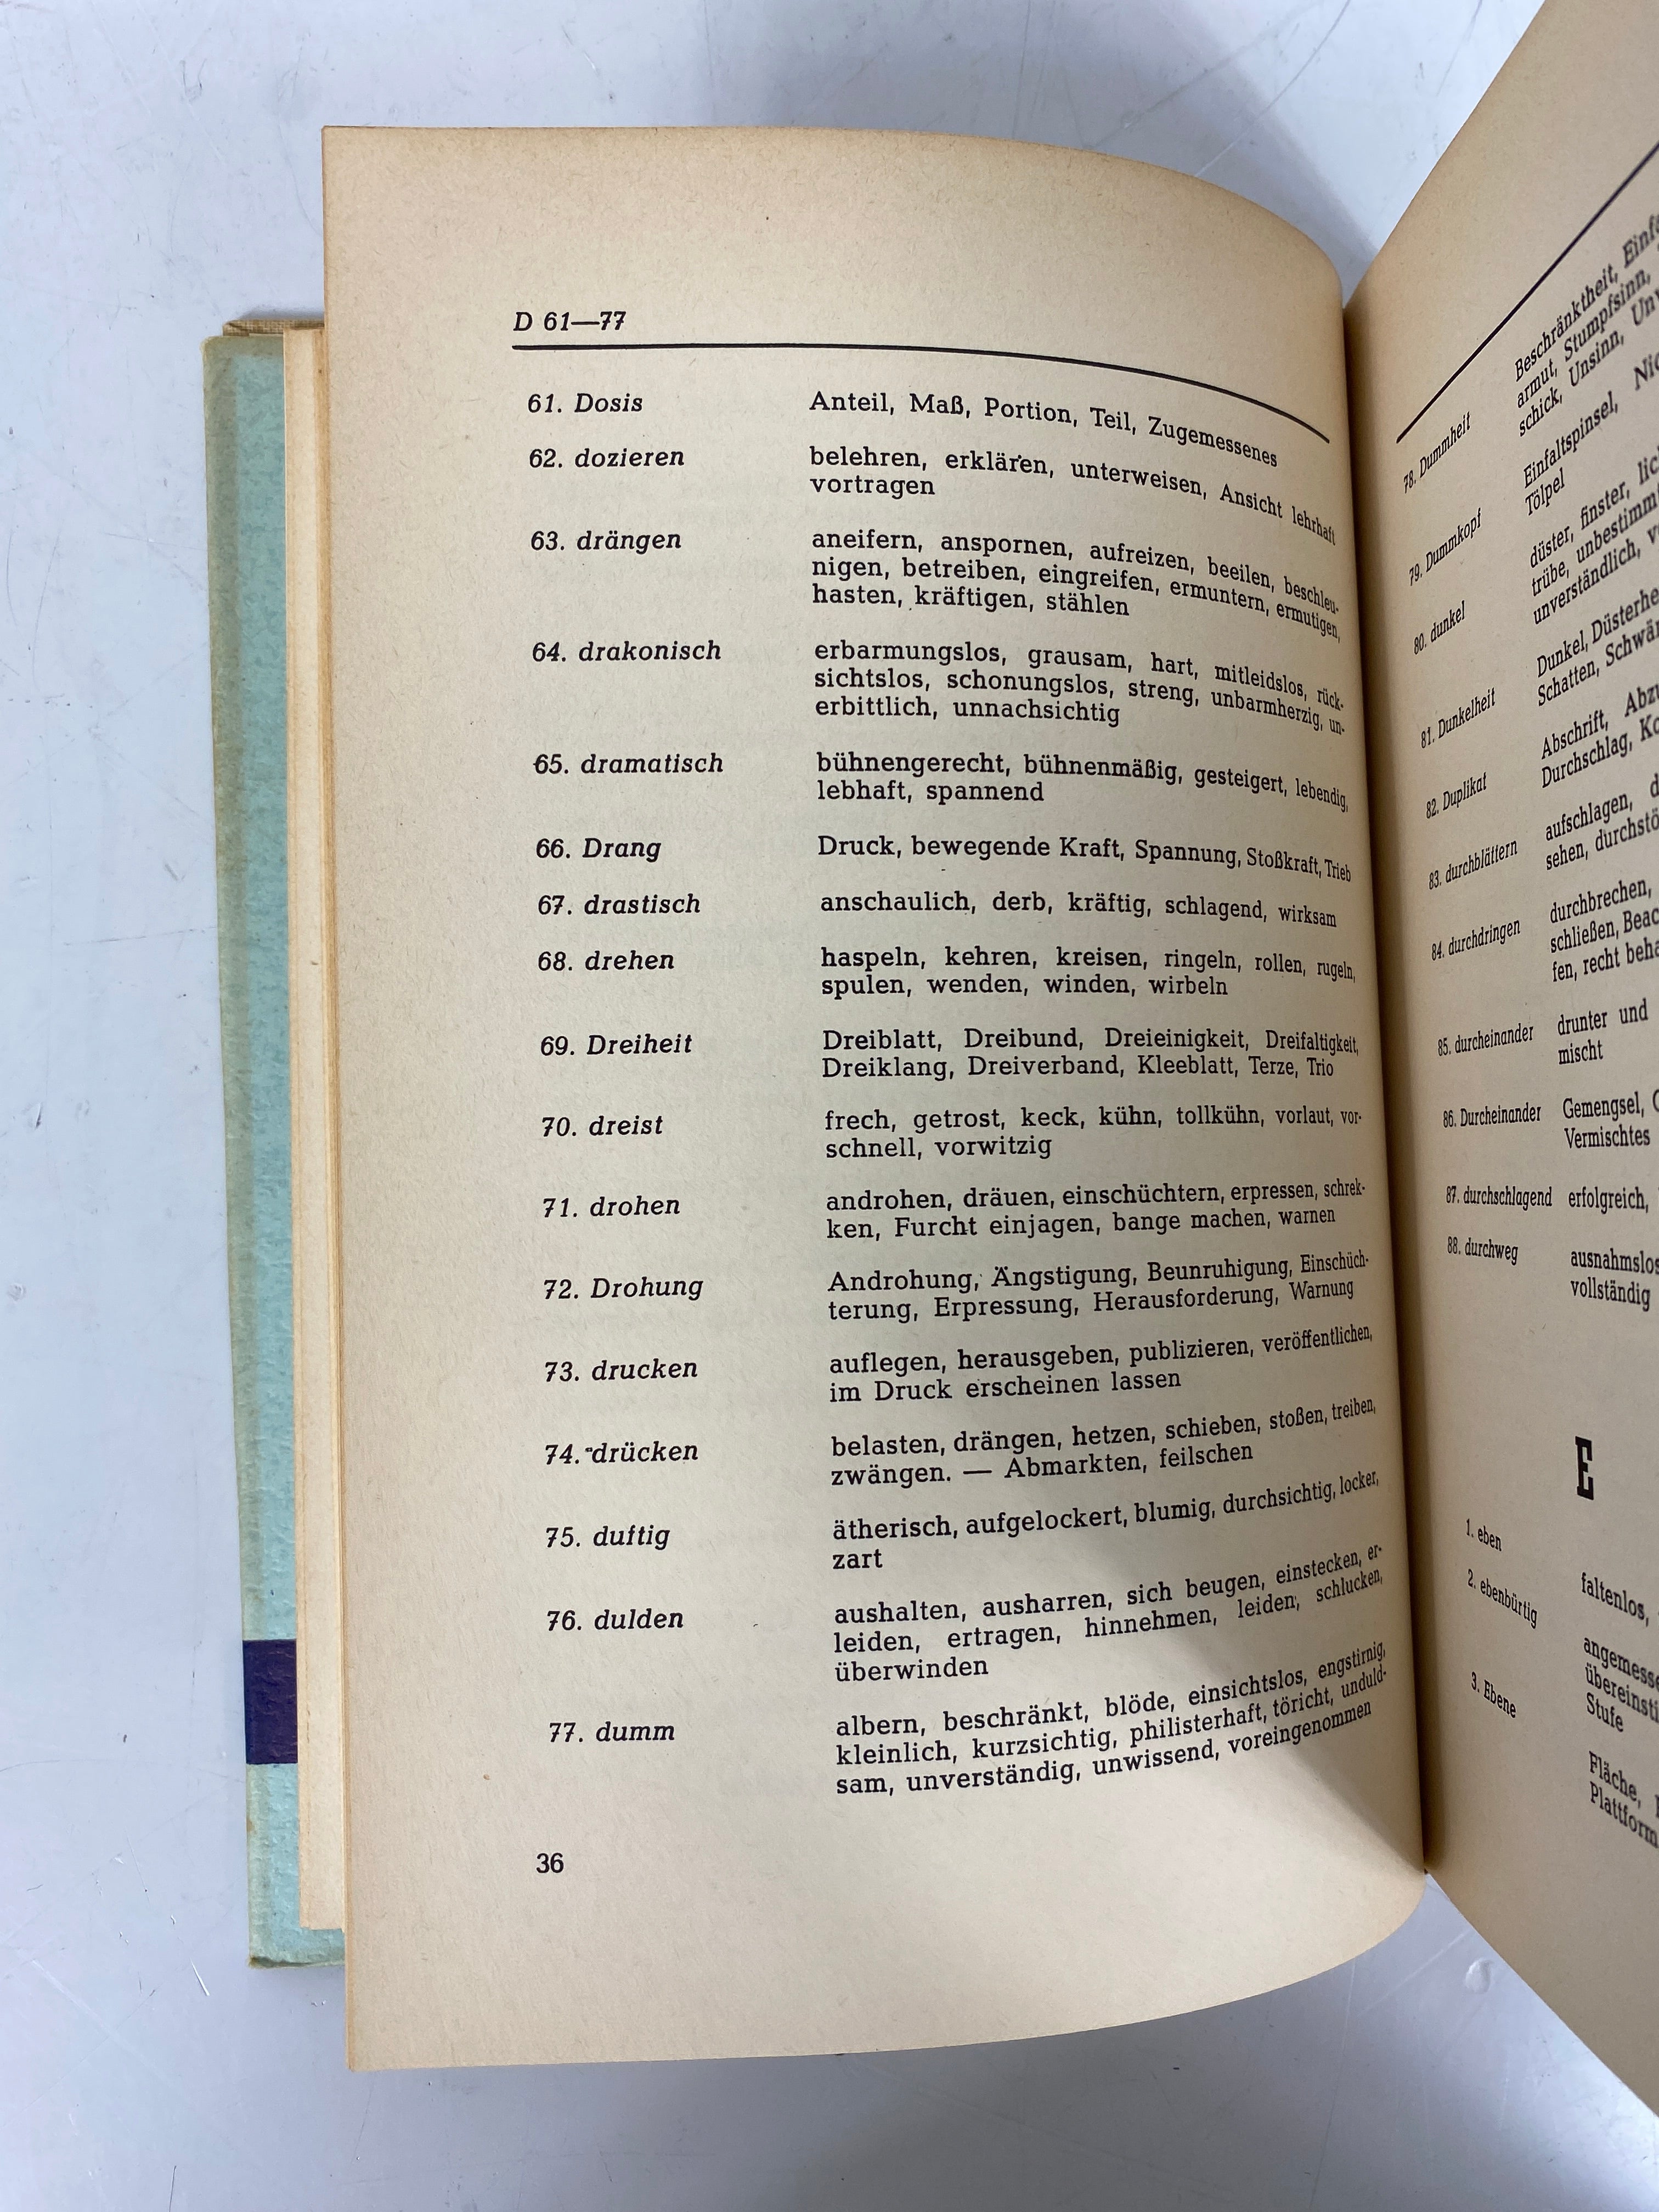 D 61—77
61. Dosis Anteil, Maß, Portion, Teil, Zugemessenes
62. dozieren belehren, erklären, unterweisen, Ansicht lehrhaft
vortragen
63. drängen aneifern, anspornen, aufreizen, beeilen, beschleu-
nigen, betreiben, eingreifen, ermuntern, ermutigen,
hasten, kräftigen, stählen
64. drakonisch erbarmungslos, grausam, hart, mitleidslos, rück-
sichtslos, schonungslos, streng, unbarmherzig, un-
erbittlich, unnachsichtig
65. dramatisch bühnengerecht, bühnenmäßig, gesteigert, lebendig,
lebhaft, spannend
66. Drang Druck, bewegende Kraft, Spannung, Stoßkraft, Trieb
67. drastisch anschaulich, derb, kräftig, schlagend, wirksam
68. drehen haspeln, kehren, kreisen, ringeln, rollen, rugeln,
spulen, wenden, winden, wirbeln
69. Dreiheit Dreiblatt, Dreibund, Dreieinigkeit, Dreifaltigkeit,
Dreiklang, Dreiverband, Kleeblatt, Terze, Trio
70. dreist frech, getrost, keck, kühn, tollkühn, vorlaut, vor-
schnell, vorwitzig
71. drohen androhen, dräuen, einschüchtern, erpressen, schrek-
ken, Furcht einjagen, bange machen, warnen
72. Drohung Androhung, Ängstigung, Beunruhigung, Einschüch-
terung, Erpressung, Herausforderung, Warnung
73. drucken auflegen, herausgeben, publizieren, veröffentlichen,
im Druck erscheinen lassen
74. drücken belasten, drängen, hetzen, schieben, stoßen, treiben,
zwängen. — Abmarkten, feilschen
75. duftig ätherisch, aufgelockert, blumig, durchsichtig, locker,
zart
76. dulden aushalten, ausharren, sich beugen, einstecken, er-
leiden, ertragen, hinnehmen, leiden, schlucken,
überwinden
77. dumm albern, beschränkt, blöde, einsichtslos, engstirnig,
kleinlich, kurzsichtig, philisterhaft, töricht, unduld-
sam, unverständig, unwissend, voreingenommen
36
78. Dummheit Beschränktheit,
armut, Stumpfsinn,
schick, Unsinn,
79. Dummkopf Einfaltspinsel,
Tölpel
80. dunkel düster, finster,
trübe,
unverständlich,
81. Dunkelheit Dunkel,
Schatten,
82. Duplikat Abschrift,
Durchschlag,
83. durchblättern aufschlagen,
sehen,
84. durchdringen durchbrechen,
schließen,
fen, recht
85. durcheinander drunter und
mischt
86. Durcheinander Gemengsel,
Vermischtes
87. durchschlagend erfolgreich,
88. durchweg
vollständig
E
1. eben faltenlos,
2. ebenbürtig
Stufe
3. Ebene Fläche,